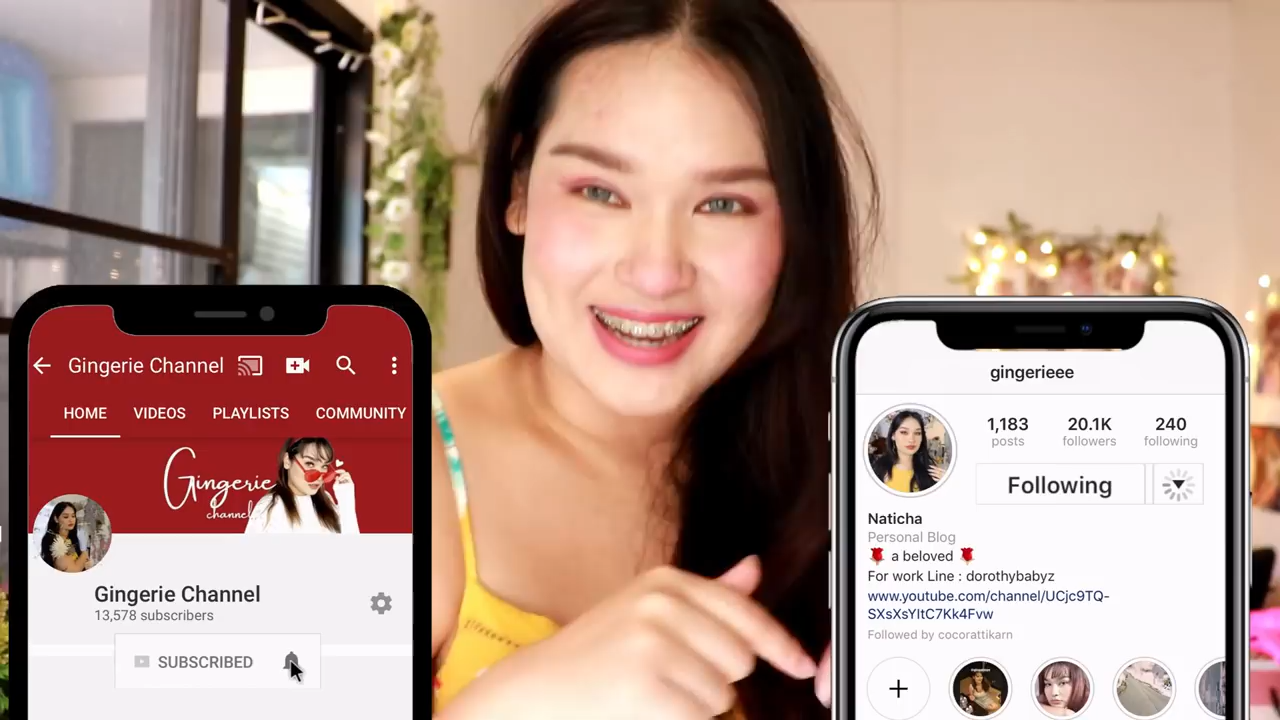 Gingerie Channel
HOME VIDEOS PLAYLISTS COMMUNITY
Gingerie
channel
Gingerie Channel
13,578 subscribers
SUBSCRIBED
gingerieee
1,183 20.1K 240
posts followers following
Following
Naticha
Personal Blog
🌹 a beloved 🌹
For work Line : dorothybabyz
www.youtube.com/channel/UCjc9TQ-
SXsXsYItC7Kk4Fvw
Followed by cocorattikarn